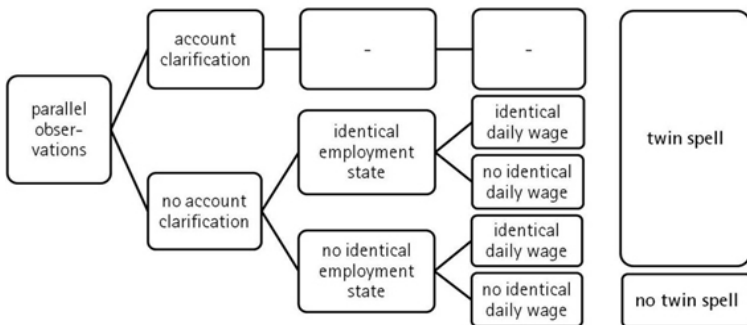 parallel
obser-
vations
account
clarification
-
-
no account
clarification
identical
employment
state
identical
daily wage
no identical
daily wage
no identical
employment
state
identical
daily wage
no identical
daily wage
twin spell
no twin spell